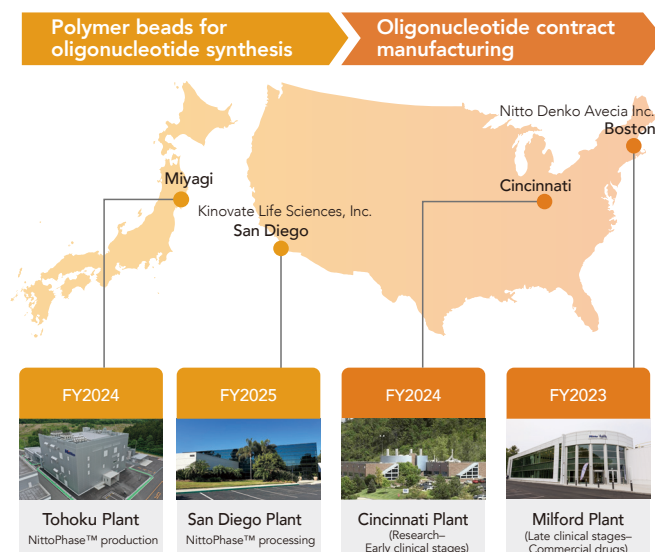 Polymer beads for
oligonucleotide synthesis
Oligonucleotide contract
manufacturing
Nitto Denko Avecia Inc.
Boston
Miyagi
Cincinnati
Kinovate Life Sciences, Inc.
San Diego
FY2024
FY2025
FY2024
FY2023
Tohoku Plant
NittoPhase™ production
San Diego Plant
NittoPhase™ processing
Cincinnati Plant
(Research–
Early clinical stages)
Milford Plant
(Late clinical stages–
Commercial drugs)